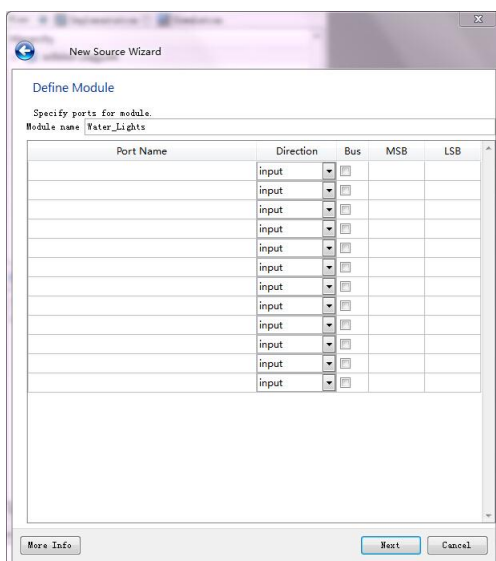 New Source Wizard
Define Module
Specify ports for module.
Module name Water_Lights
Port Name Direction Bus MSB LSB
input
input
input
input
input
input
input
input
input
input
input
input
More Info Next Cancel